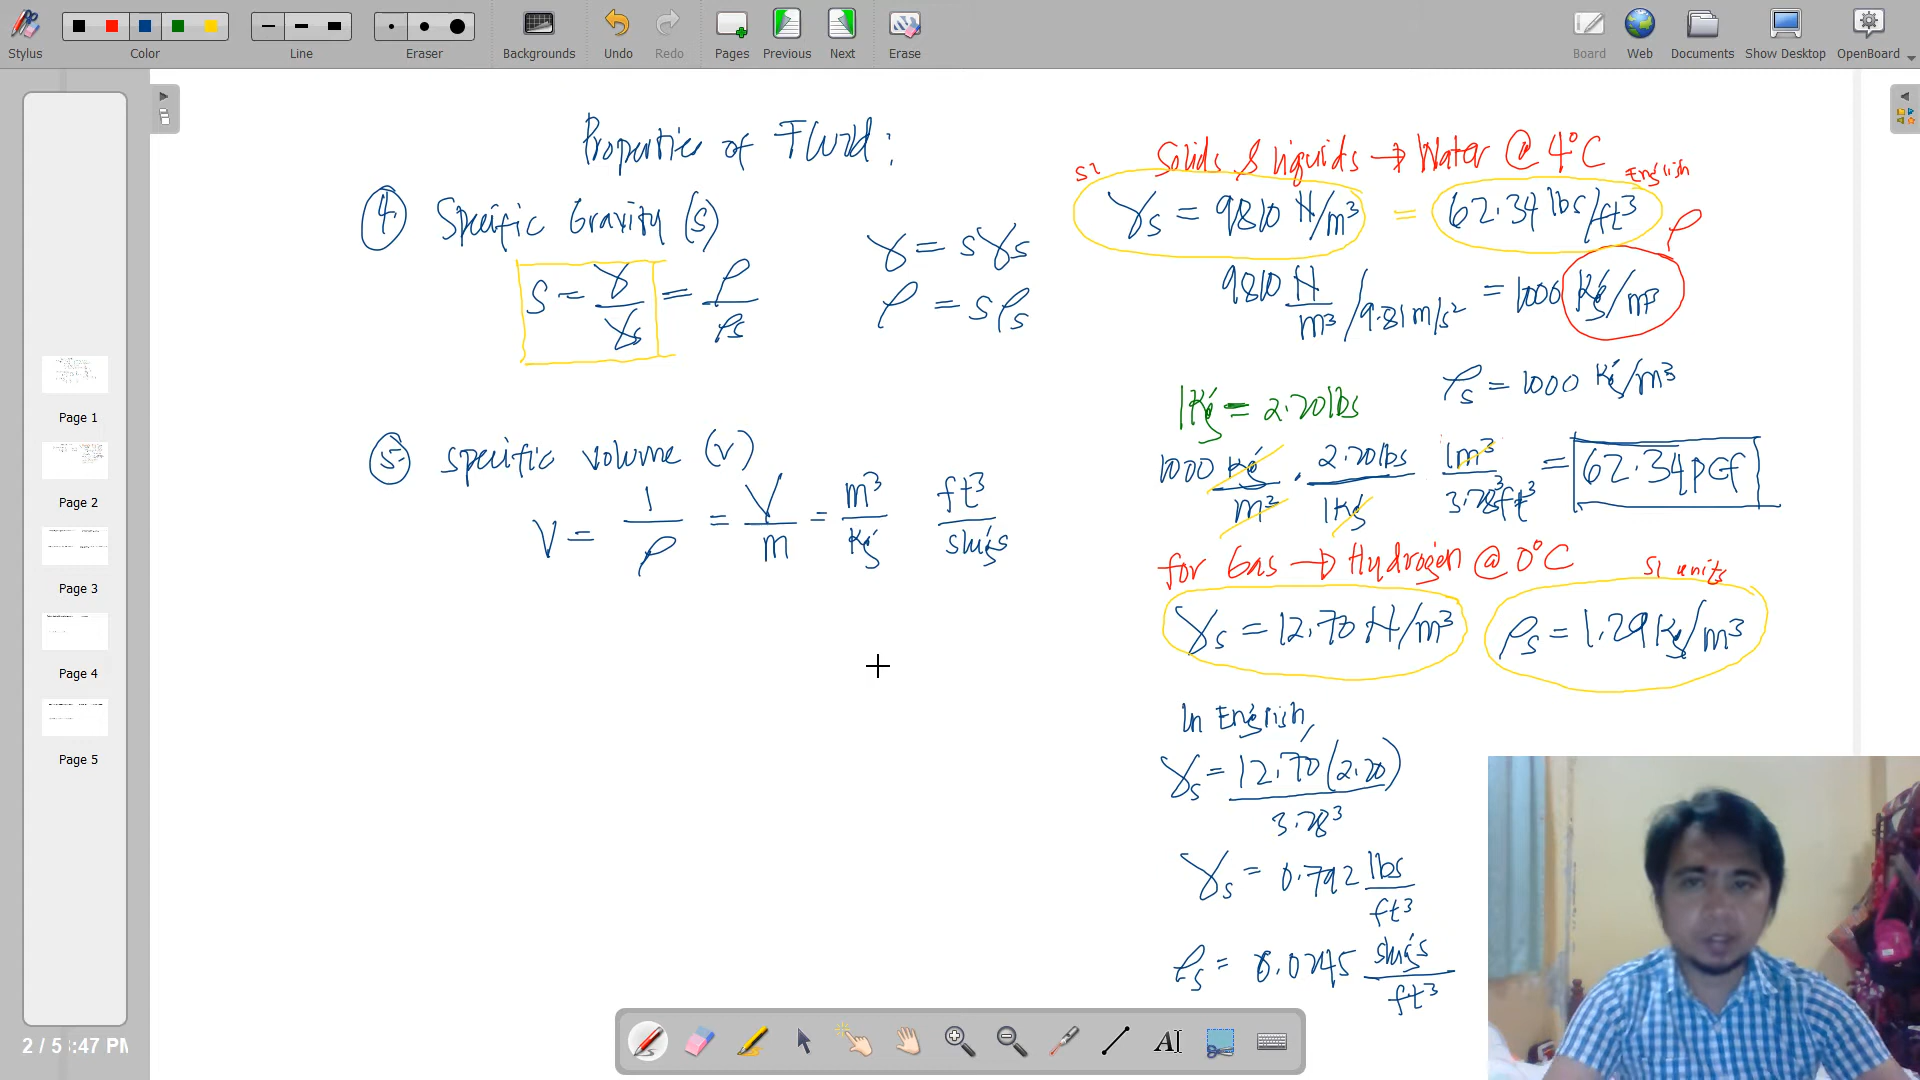 Stylus
Color
Line
Eraser
Backgrounds
Undo
Redo
Pages
Previous
Next
Erase
Board
Web
Documents
Show Desktop
OpenBoard
Page 1
Page 2
Page 3
Page 4
Page 5
2 / 5
:47 PM
Properties of Fluid:
④ Specific Gravity (s)
S = γ/γs = ρ/ρs
γ = sγs
ρ = sρs
⑤ specific volume (v)
v = 1/ρ = V/m = m³/kg ft³/slugs
Solids & liquids → Water @ 4°C
SI
English
γs = 9810 N/m³ = 62.34 lbs/ft³
ρ
9810 N/m³ / 9.81 m/s² = 1000 kg/m³
ρs = 1000 kg/m³
1kg = 2.20lbs
1000 kg/m³ · 2.20lbs/1kg 1m³/3.28³ft³ = 62.34 pcf
for Gas → Hydrogen @ 0°C
SI units
γs = 12.70 N/m³
ρs = 1.29 kg/m³
In English,
γs = 12.70(2.20)/3.28³
γs = 0.792 lbs/ft³
ρs = 0.0245 slugs/ft³